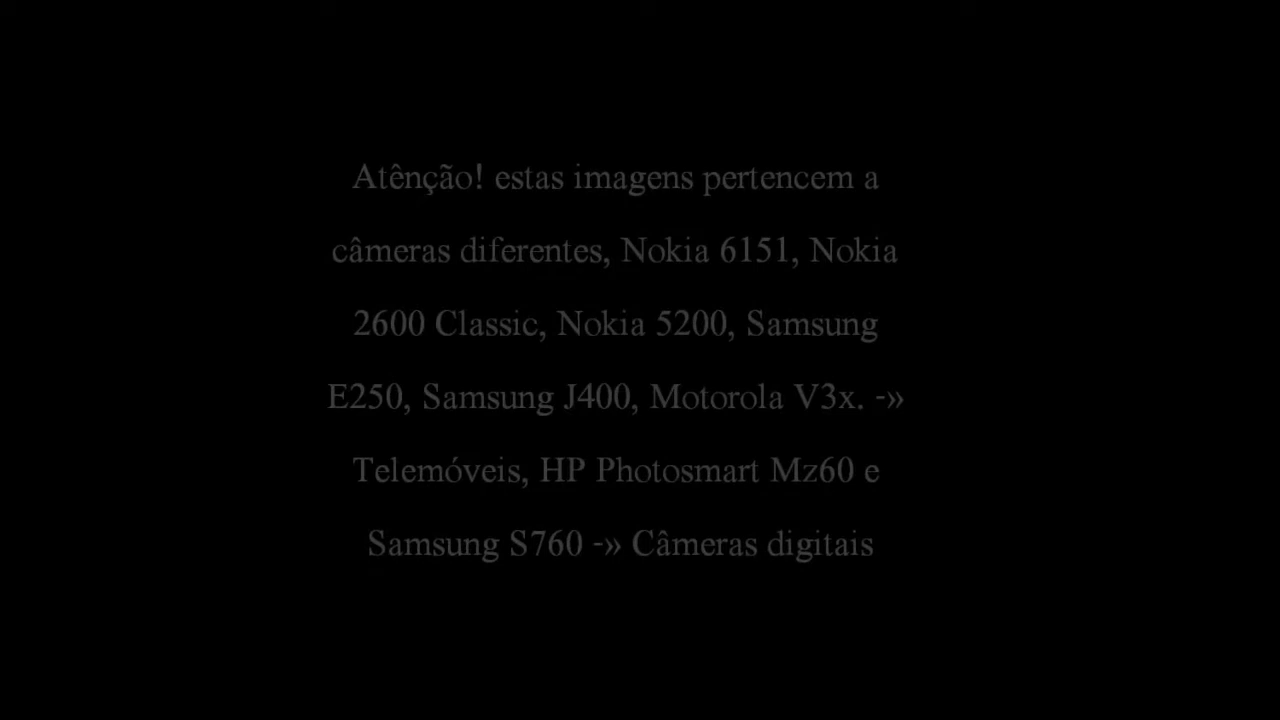 Atênção! estas imagens pertencem a
câmeras diferentes, Nokia 6151, Nokia
2600 Classic, Nokia 5200, Samsung
E250, Samsung J400, Motorola V3x. -»
Telemóveis, HP Photosmart Mz60 e
Samsung S760 -» Câmeras digitais